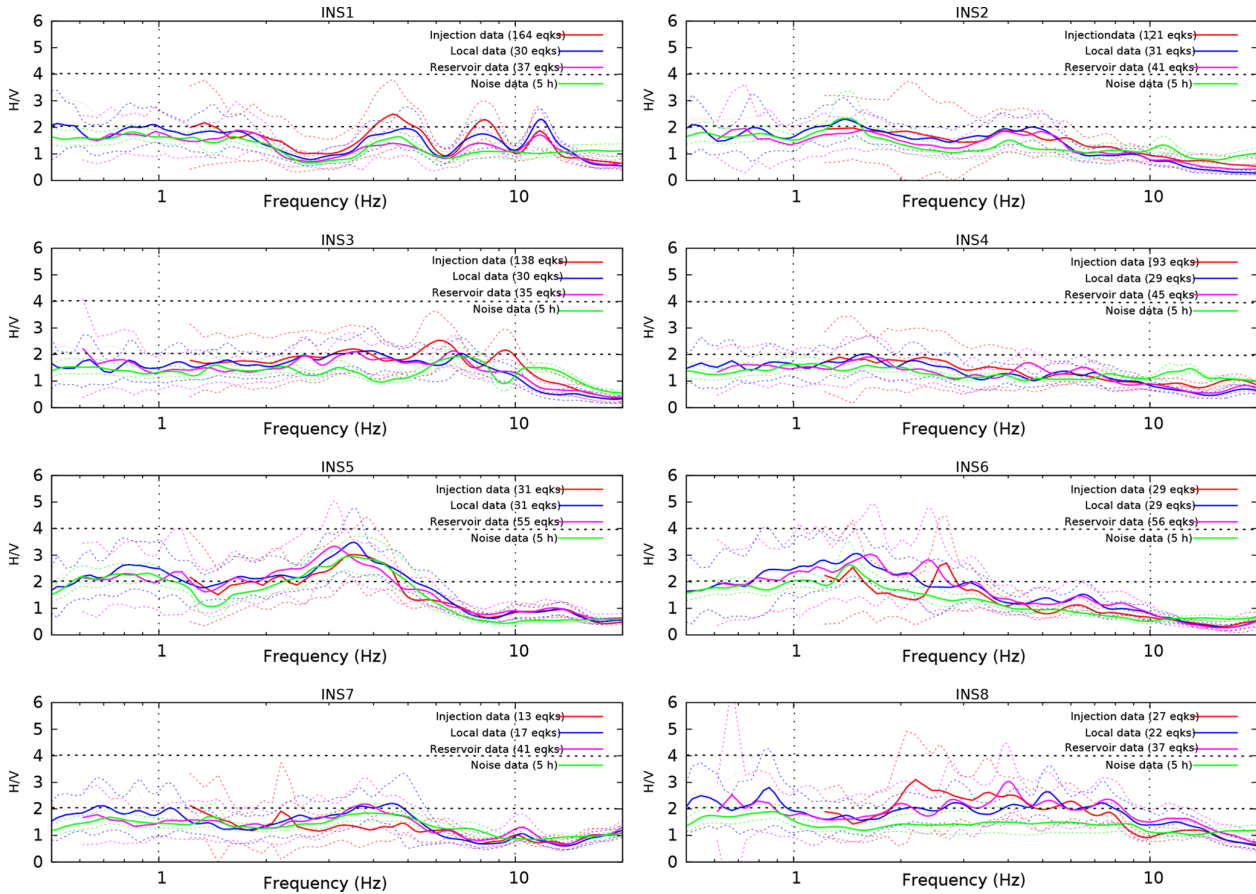 INS1
6
5
4
3
2
1
0
H/V
Injection data (164 eqks)
Local data (30 eqks)
Reservoir data (37 eqks)
Noise data (5 h)
1
10
Frequency (Hz)
INS2
6
5
4
3
2
1
0
H/V
Injectiondata (121 eqks)
Local data (31 eqks)
Reservoir data (41 eqks)
Noise data (5 h)
1
10
Frequency (Hz)
INS3
6
5
4
3
2
1
0
H/V
Injection data (138 eqks)
Local data (30 eqks)
Reservoir data (35 eqks)
Noise data (5 h)
1
10
Frequency (Hz)
INS4
6
5
4
3
2
1
0
H/V
Injection data (93 eqks)
Local data (29 eqks)
Reservoir data (45 eqks)
Noise data (5 h)
1
10
Frequency (Hz)
INS5
6
5
4
3
2
1
0
H/V
Injection data (31 eqks)
Local data (31 eqks)
Reservoir data (55 eqks)
Noise data (5 h)
1
10
Frequency (Hz)
INS6
6
5
4
3
2
1
0
H/V
Injection data (29 eqks)
Local data (29 eqks)
Reservoir data (56 eqks)
Noise data (5 h)
1
10
Frequency (Hz)
INS7
6
5
4
3
2
1
0
H/V
Injection data (13 eqks)
Local data (17 eqks)
Reservoir data (41 eqks)
Noise data (5 h)
1
10
Frequency (Hz)
INS8
6
5
4
3
2
1
0
H/V
Injection data (27 eqks)
Local data (22 eqks)
Reservoir data (37 eqks)
Noise data (5 h)
1
10
Frequency (Hz)